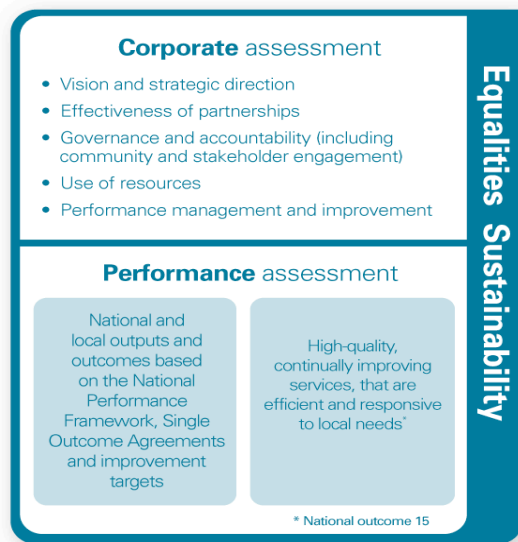 Corporate assessment
• Vision and strategic direction
• Effectiveness of partnerships
• Governance and accountability (including
community and stakeholder engagement)
• Use of resources
• Performance management and improvement
Performance assessment
National and
local outputs and
outcomes based
on the National
Performance
Framework, Single
Outcome Agreements
and improvement
targets
High-quality,
continually improving
services, that are
efficient and responsive
to local needs*
* National outcome 15
Equalities Sustainability